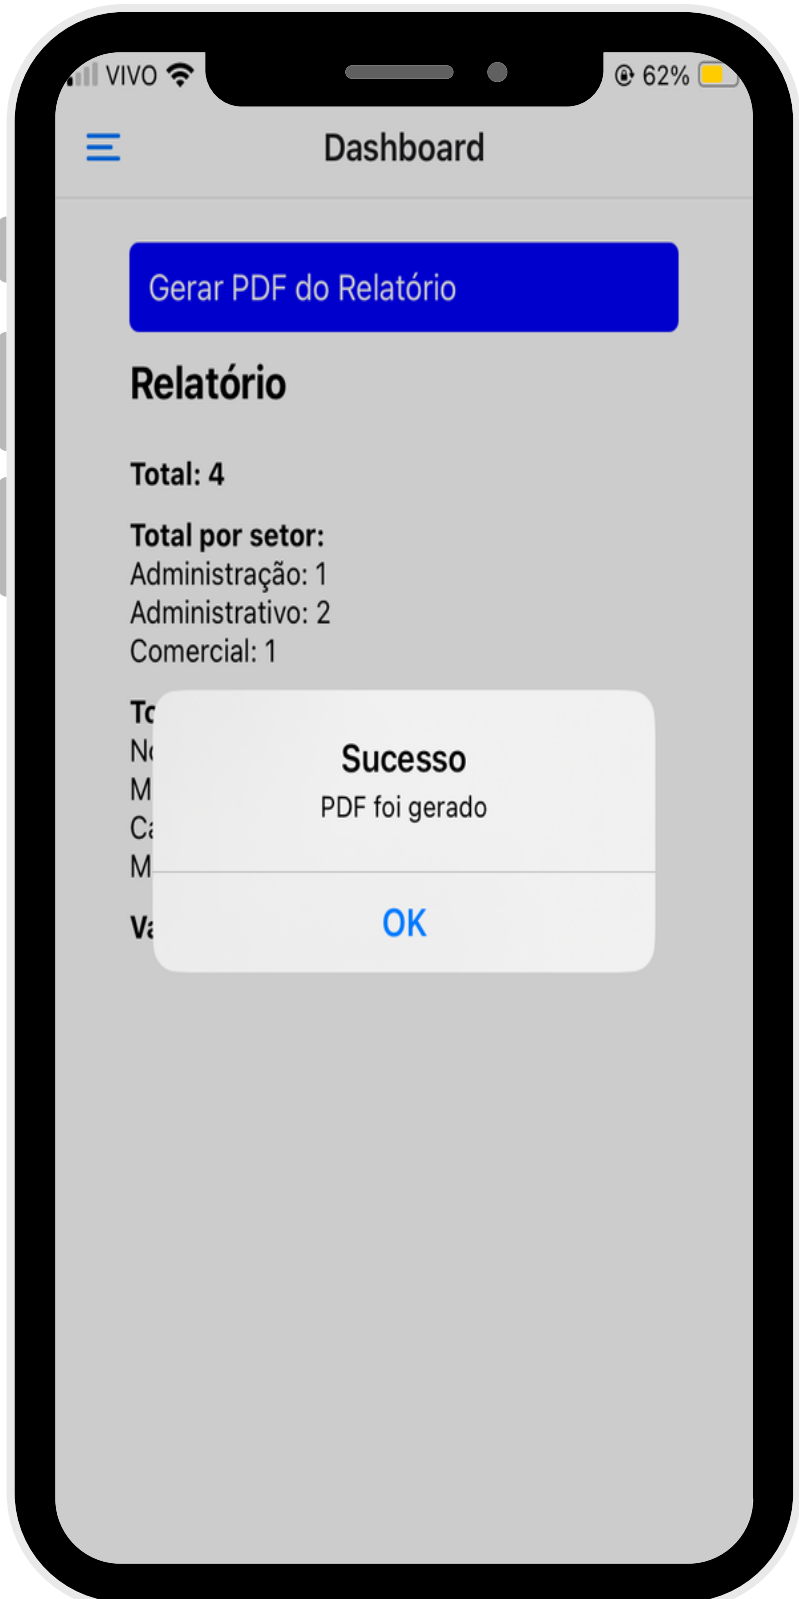 VIVO 62%
Dashboard
Gerar PDF do Relatório
Relatório
Total: 4
Total por setor:
Administração: 1
Administrativo: 2
Comercial: 1
Sucesso
PDF foi gerado
OK